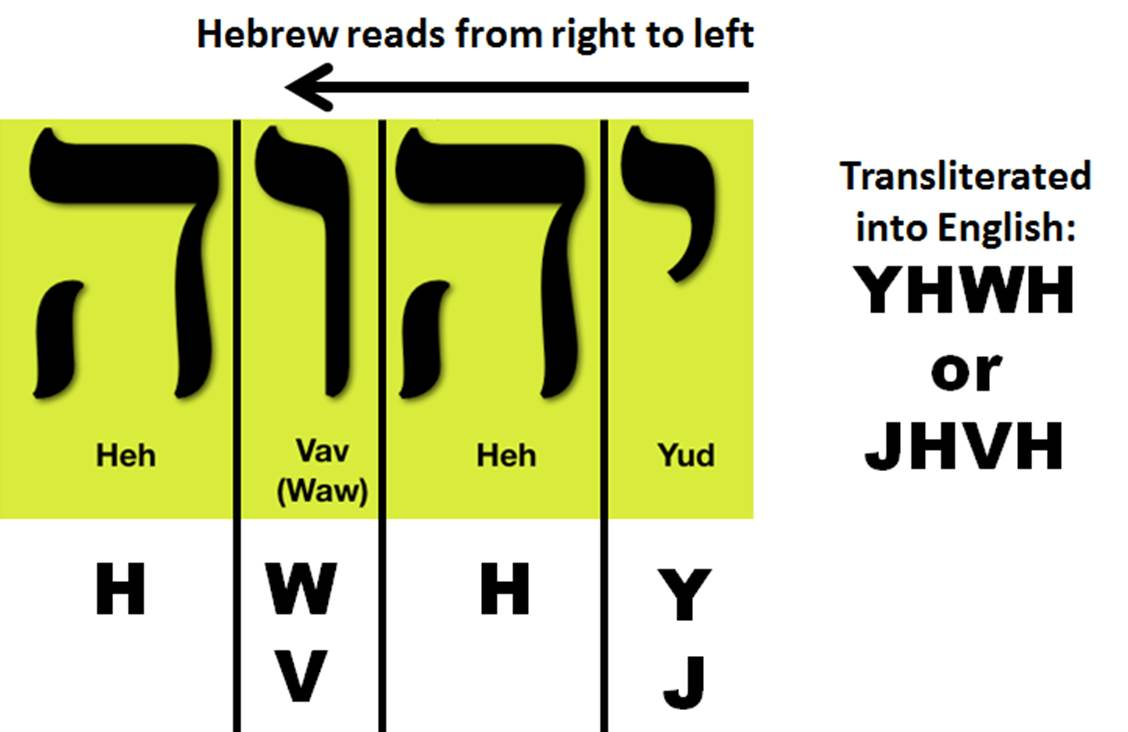 Hebrew reads from right to left
יהוה
Heh Vav Heh Yud
(Waw)
H W H Y
V J
Transliterated
into English:
YHWH
or
JHVH